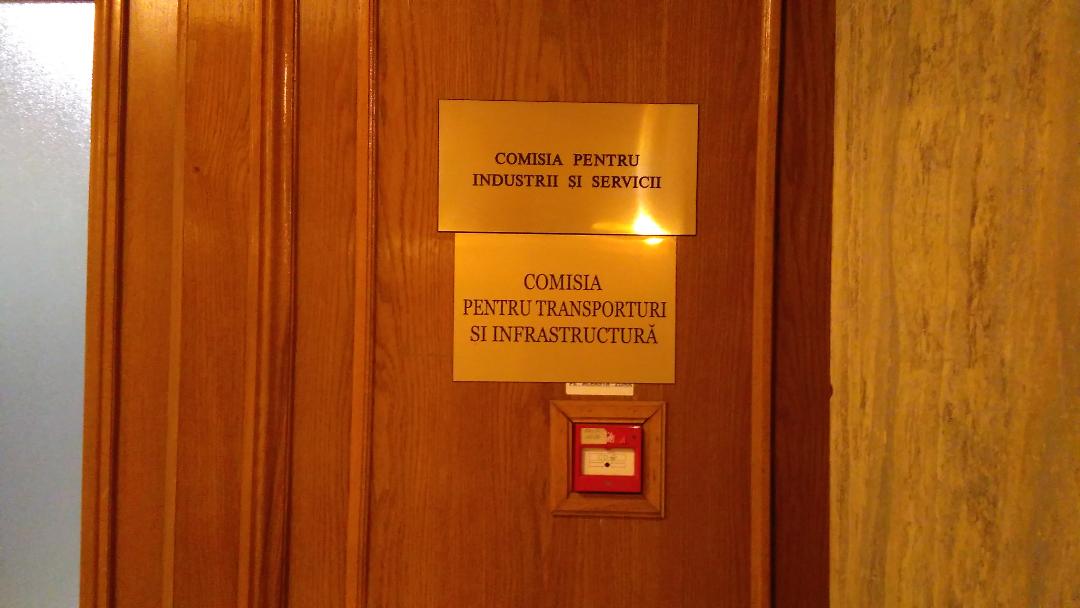 COMISIA PENTRU
INDUSTRII ȘI SERVICII
COMISIA
PENTRU TRANSPORTURI
SI INFRASTRUCTURĂ